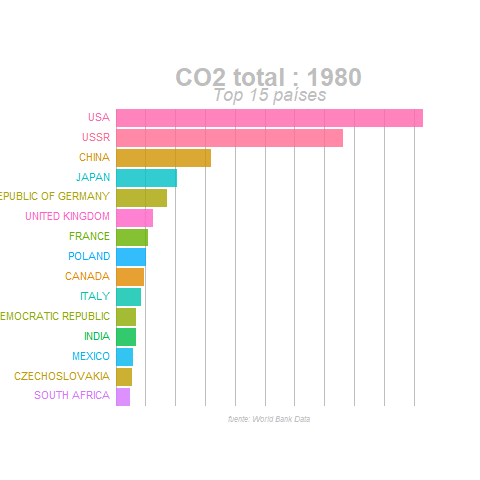 CO2 total : 1980
Top 15 países
USA
USSR
CHINA
JAPAN
REPUBLIC OF GERMANY
UNITED KINGDOM
FRANCE
POLAND
CANADA
ITALY
DEMOCRATIC REPUBLIC
INDIA
MEXICO
CZECHOSLOVAKIA
SOUTH AFRICA
fuente: World Bank Data